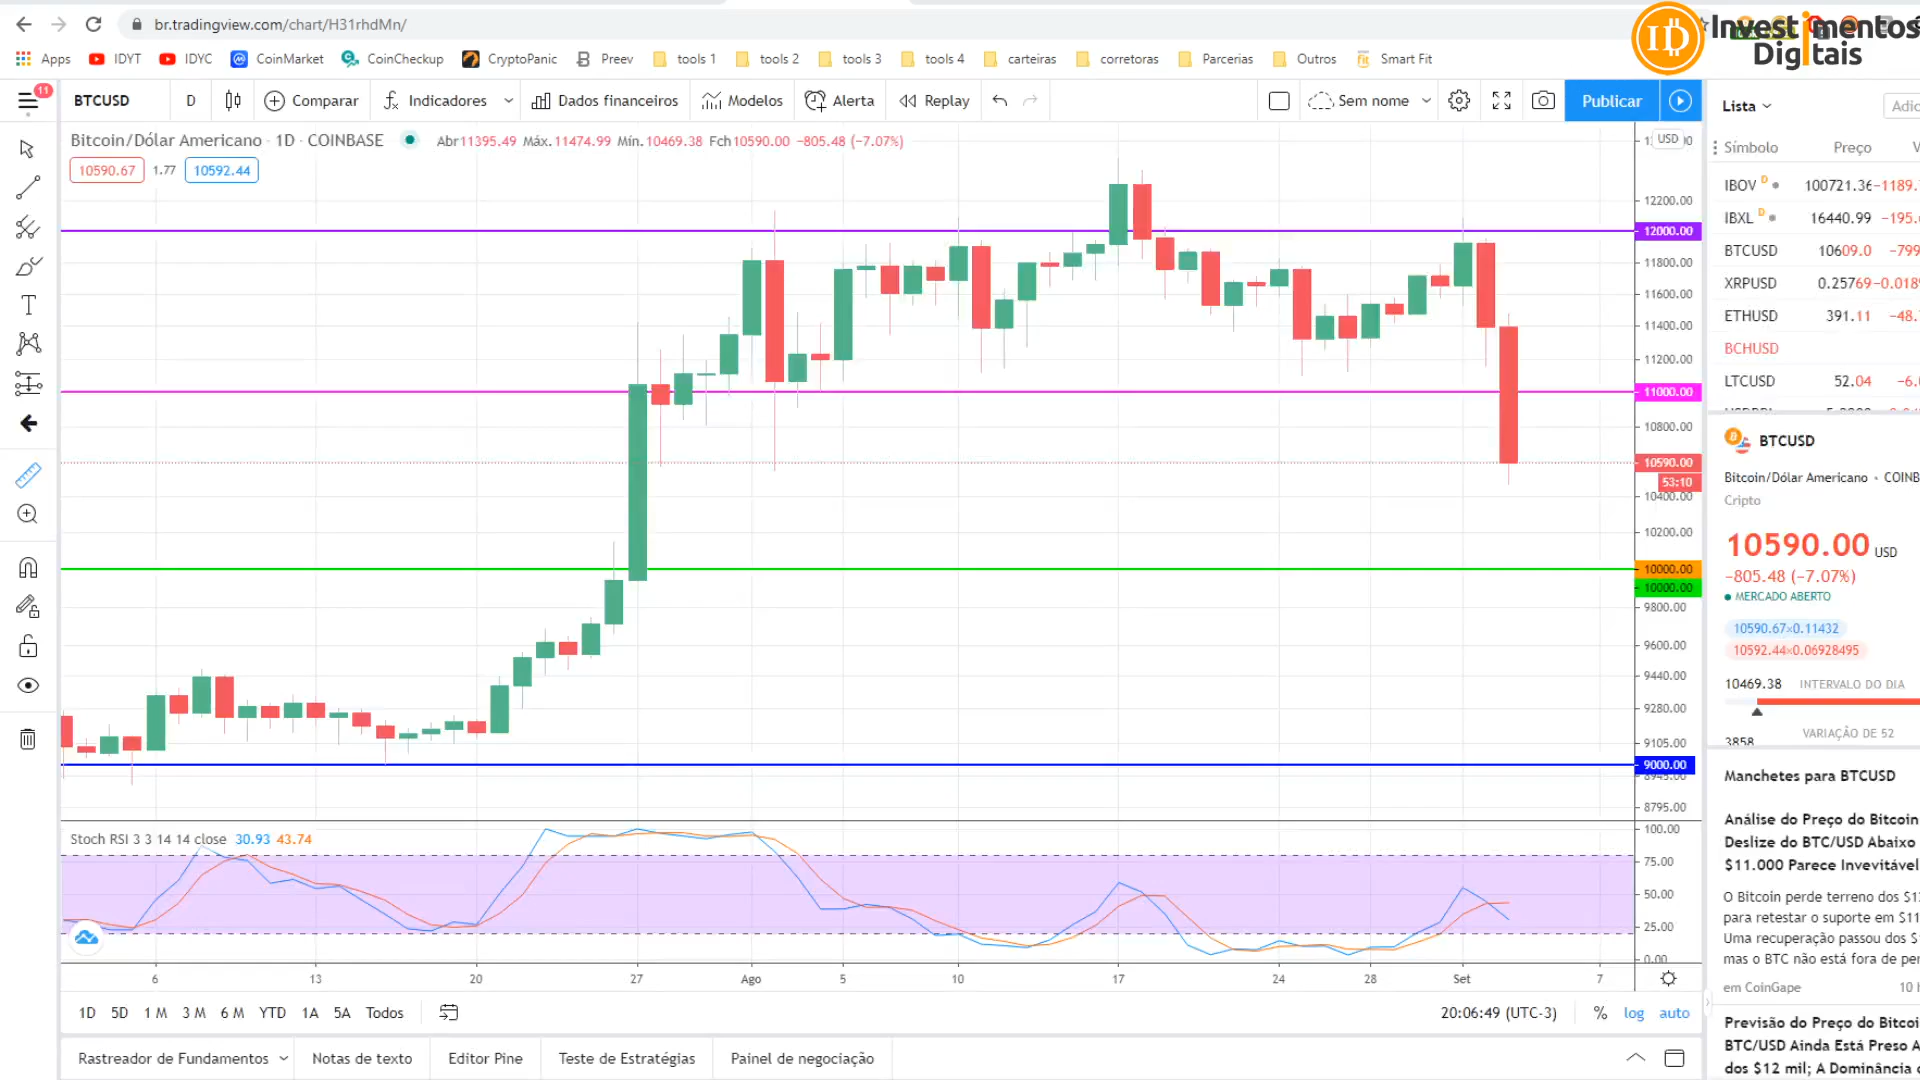 br.tradingview.com/chart/H31rhdMn/
Investimentos
Digitais
Apps IDYT IDYC CoinMarket CoinCheckup CryptoPanic Preev tools 1 tools 2 tools 3 tools 4 carteiras corretoras Parcerias Outros Smart Fit
11
BTCUSD D Comparar Indicadores Dados financeiros Modelos Alerta Replay Sem nome Publicar
Lista
Bitcoin/Dólar Americano · 1D · COINBASE Abr11395.49 Máx.11474.99 Mín.10469.38 Fch10590.00 −805.48 (−7.07%)
USD
10590.67 1.77 10592.44
12200.00
12000.00
11800.00
11600.00
11400.00
11200.00
11000.00
10800.00
10590.00
53:10
10400.00
10200.00
10000.00
10000.00
9800.00
9600.00
9440.00
9280.00
9105.00
9000.00
8945.00
8795.00
Stoch RSI 3 3 14 14 close 30.93 43.74
100.00
75.00
50.00
25.00
0.00
6 13 20 27 Ago 5 10 17 24 28 Set 7
1D 5D 1 M 3 M 6 M YTD 1A 5A Todos
20:06:49 (UTC-3) % log auto
Rastreador de Fundamentos Notas de texto Editor Pine Teste de Estratégias Painel de negociação
Símbolo Preço
IBOV D 100721.36 −1189.
IBXL D 16440.99 −195.
BTCUSD 10609.0 −799
XRPUSD 0.25769 −0.018
ETHUSD 391.11 −48.
BCHUSD
LTCUSD 52.04 −6.
BTCUSD
Bitcoin/Dólar Americano • COINB
Cripto
10590.00 USD
−805.48 (−7.07%)
MERCADO ABERTO
10590.67×0.11432
10592.44×0.06928495
10469.38 INTERVALO DO DIA
3858 VARIAÇÃO DE 52
Manchetes para BTCUSD
Análise do Preço do Bitcoin
Deslize do BTC/USD Abaixo
$11.000 Parece Inevitável
O Bitcoin perde terreno dos $1
para retestar o suporte em $11
Uma recuperação passou dos $
mas o BTC não está fora de pe
em CoinGape 10 h
Previsão do Preço do Bitcoi
BTC/USD Ainda Está Preso A
dos $12 mil; A Dominância